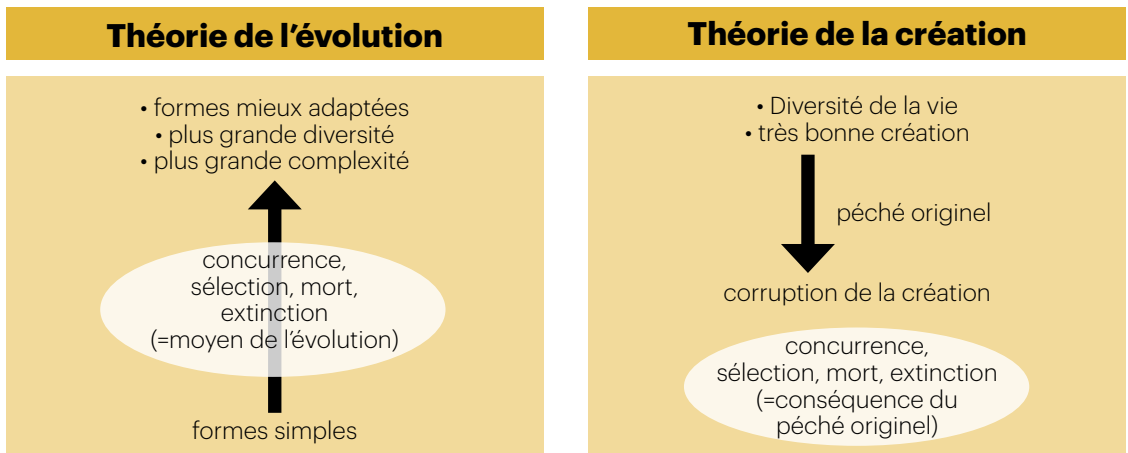 Théorie de l'évolution
• formes mieux adaptées
• plus grande diversité
• plus grande complexité
concurrence,
sélection, mort,
extinction
(=moyen de l'évolution)
formes simples
Théorie de la création
• Diversité de la vie
• très bonne création
péché originel
corruption de la création
concurrence,
sélection, mort, extinction
(=conséquence du
péché originel)